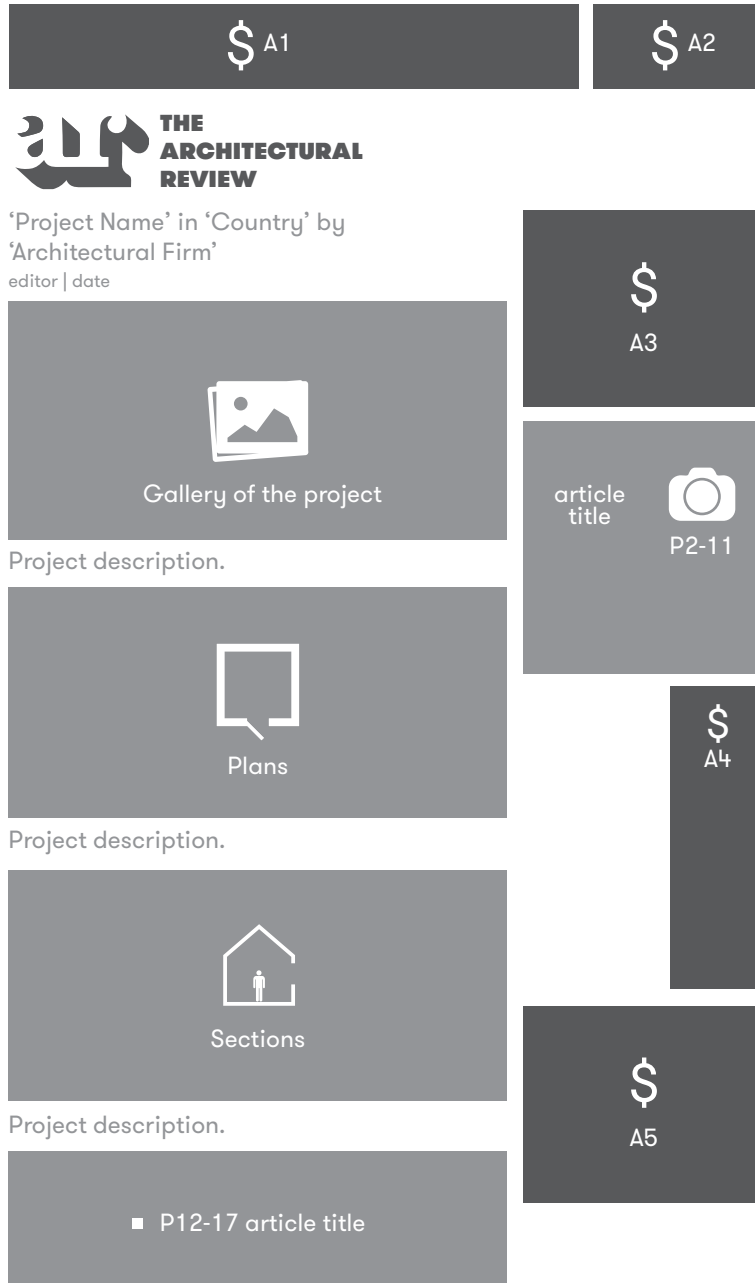 $ A1
$ A2
ar THE
ARCHITECTURAL
REVIEW
‘Project Name’ in ‘Country’ by
‘Architectural Firm’
editor | date
Gallery of the project
Project description.
Plans
Project description.
Sections
Project description.
P12-17 article title
$
A3
article
title
P2-11
$
A4
$
A5